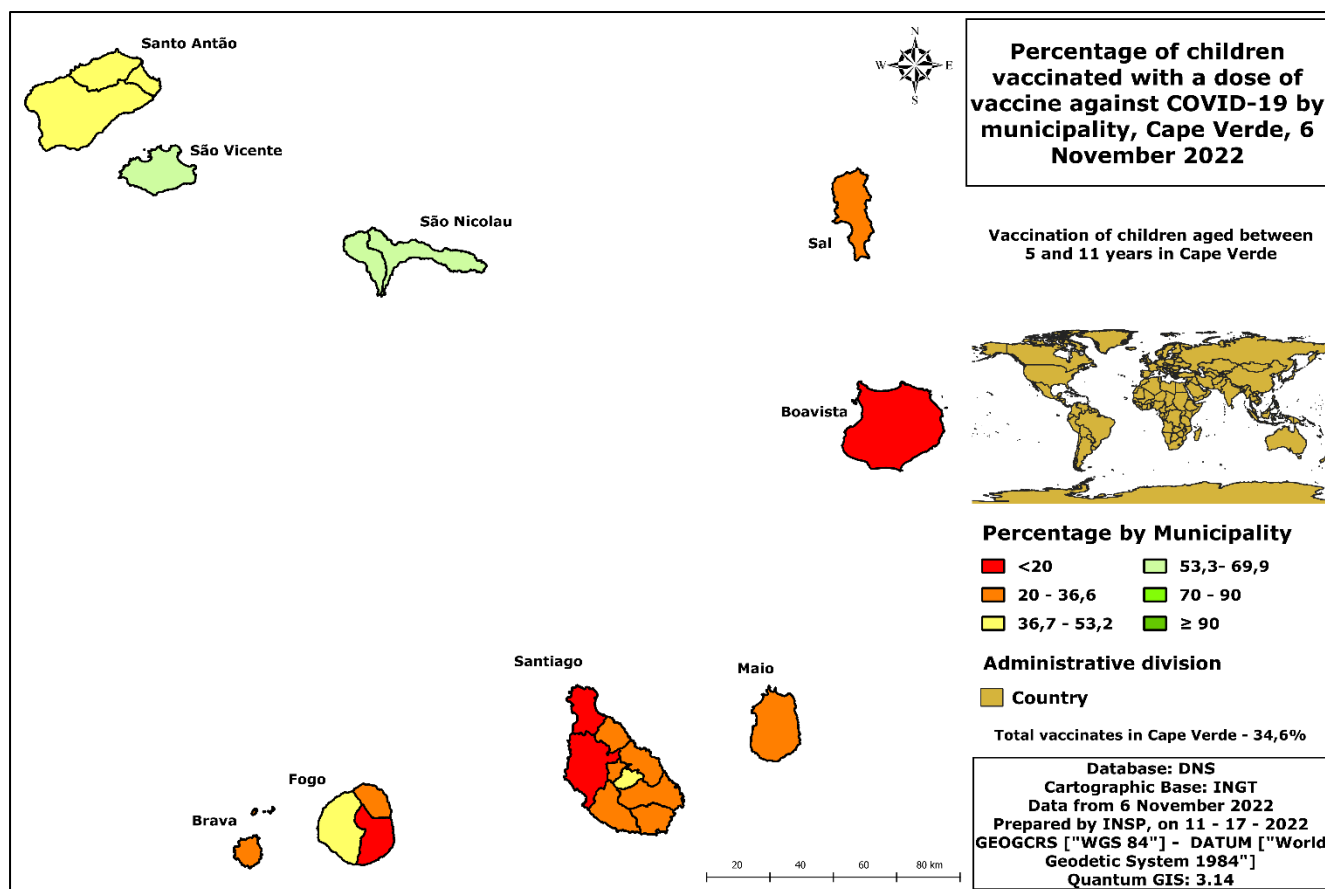 Santo Antão
São Vicente
São Nicolau
Sal
Boavista
Santiago
Maio
Fogo
Brava
N
W
E
S
20
40
60
80 km
Percentage of children
vaccinated with a dose of
vaccine against COVID-19 by
municipality, Cape Verde, 6
November 2022
Vaccination of children aged between
5 and 11 years in Cape Verde
Percentage by Municipality
<20
20 - 36,6
36,7 - 53,2
53,3- 69,9
70 - 90
≥ 90
Administrative division
Country
Total vaccinates in Cape Verde - 34,6%
Database: DNS
Cartographic Base: INGT
Data from 6 November 2022
Prepared by INSP, on 11 - 17 - 2022
GEOGCRS ["WGS 84"] - DATUM ["World
Geodetic System 1984"]
Quantum GIS: 3.14